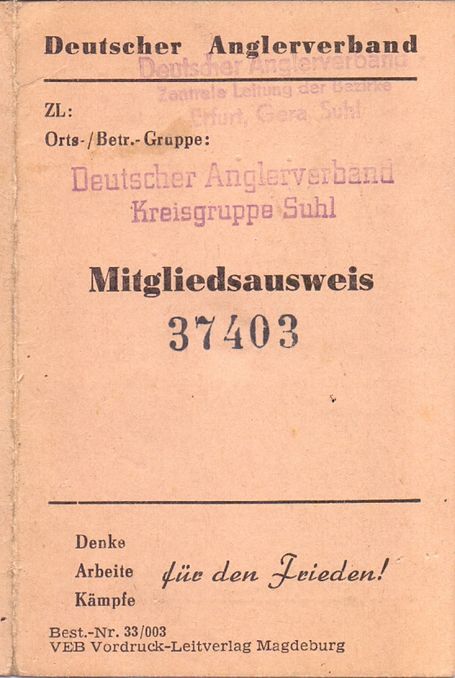 Deutscher Anglerverband
Deutscher Anglerverband
Zentrale Leitung der Bezirke
Erfurt, Gera, Suhl
ZL:
Orts-/Betr.-Gruppe:
Deutscher Anglerverband
Kreisgruppe Suhl
Mitgliedsausweis
37403
Denke
Arbeite für den Frieden!
Kämpfe
Best.-Nr. 33/003
VEB Vordruck-Leitverlag Magdeburg